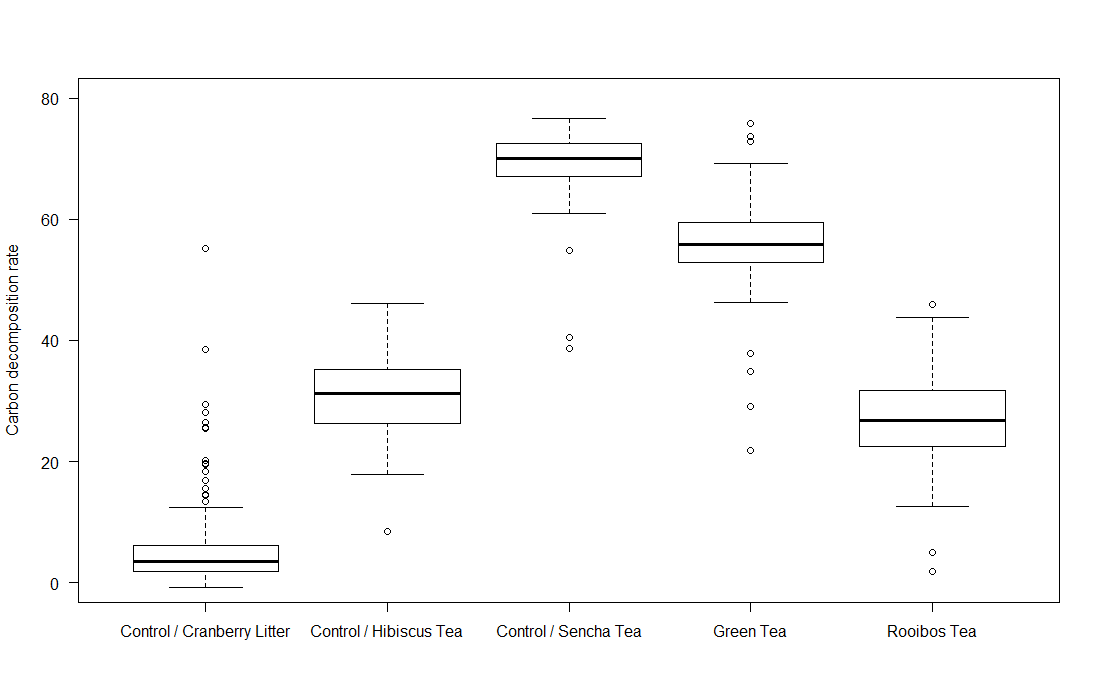 Carbon decomposition rate
80
60
40
20
0
Control / Cranberry Litter
Control / Hibiscus Tea
Control / Sencha Tea
Green Tea
Rooibos Tea